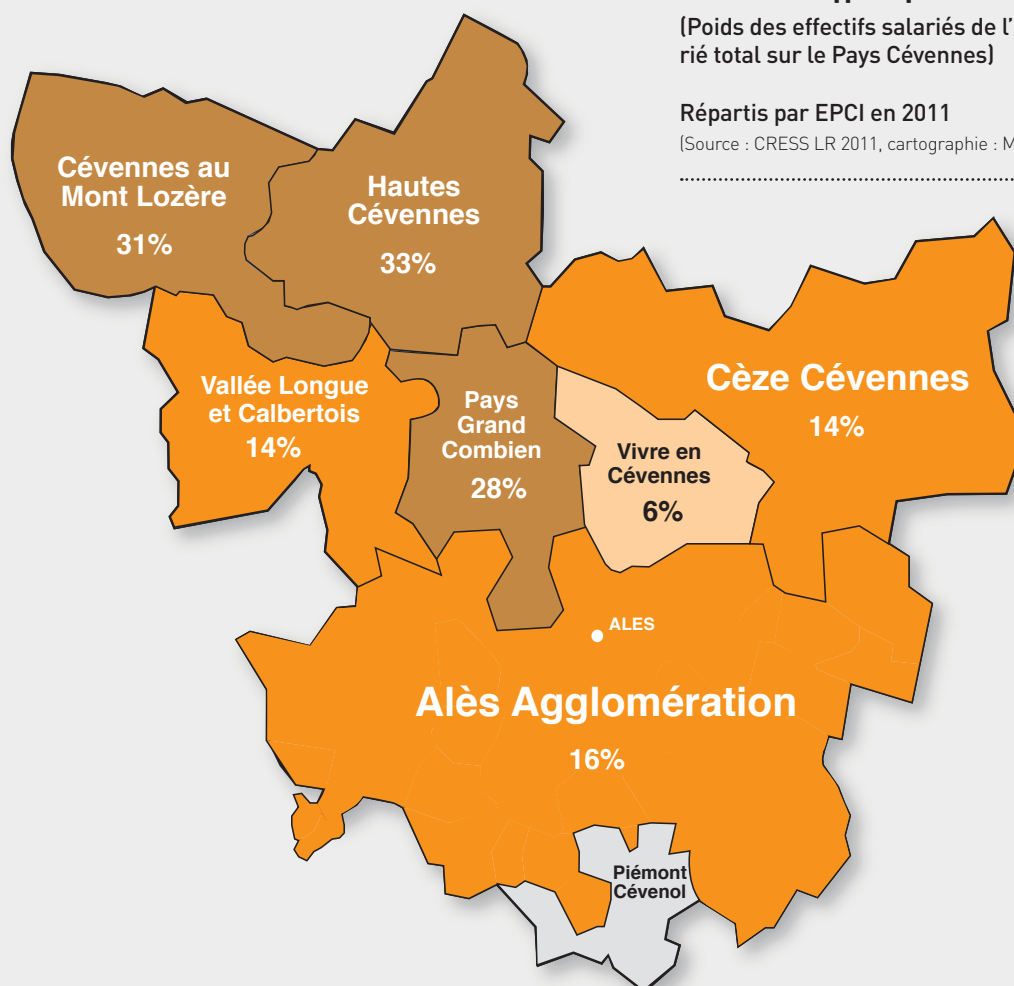 (Poids des effectifs salariés de l’
rié total sur le Pays Cévennes)
Répartis par EPCI en 2011
(Source : CRESS LR 2011, cartographie : M
Cévennes au
Mont Lozère
31%
Hautes
Cévennes
33%
Vallée Longue
et Calbertois
14%
Pays
Grand
Combien
28%
Vivre en
Cévennes
6%
Cèze Cévennes
14%
ALES
Alès Agglomération
16%
Piémont
Cévenol